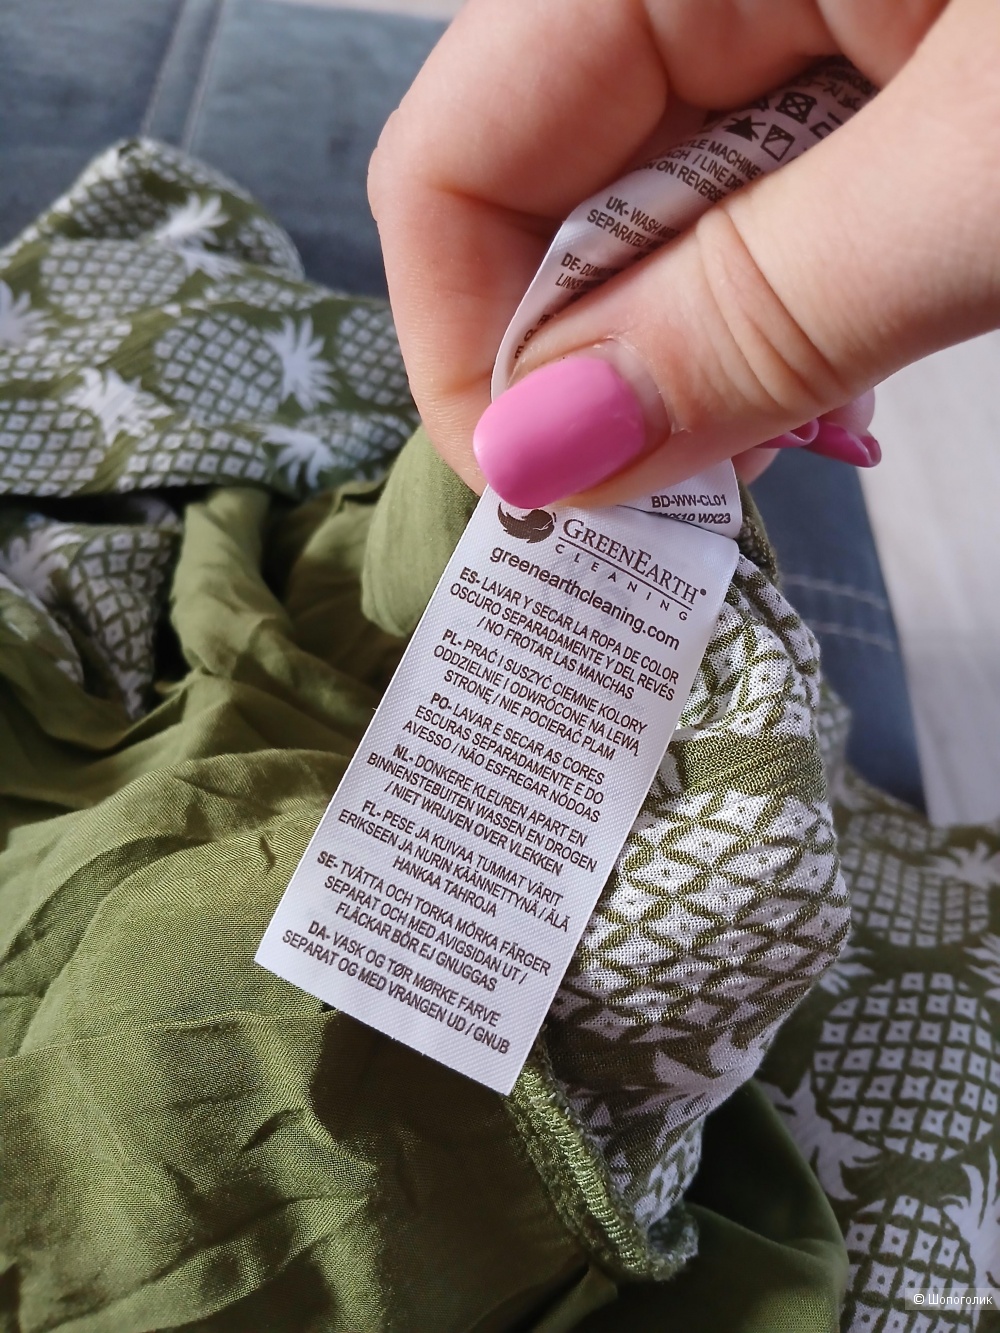 MACHINE
/ LINE
ON REVERSE
UK- WASH
DE-
BD-WW-CL01
WX23
GREENEARTH®
CLEANING
greenearthcleaning.com
ES- LAVAR Y SECAR LA ROPA DE COLOR
OSCURO SEPARADAMENTE Y DEL REVÉS
/ NO FROTAR LAS MANCHAS
PL- PRAĆ I SUSZYĆ CIEMNE KOLORY
ODDZIELNIE I ODWRÓCONE NA LEWĄ
STRONĘ / NIE POCIERAĆ PLAM
PO- LAVAR E SECAR AS CORES
ESCURAS SEPARADAMENTE E DO
AVESSO / NÃO ESFREGAR NÓDOAS
NL- DONKERE KLEUREN APART EN
BINNENSTEBUITEN WASSEN EN DROGEN
/ NIET WRIJVEN OVER VLEKKEN
FL- PESE JA KUIVAA TUMMAT VÄRIT
ERIKSEEN JA NURIN KÄÄNNETTYNÄ / ÄLÄ
HANKAA TAHROJA
SE- TVÄTTA OCH TORKA MÖRKA FÄRGER
SEPARAT OCH MED AVIGSIDAN UT /
FLÄCKAR BÖR EJ GNUGGAS
DA- VASK OG TØR MØRKE FARVE
SEPARAT OG MED VRANGEN UD / GNUB
© Шопоголик